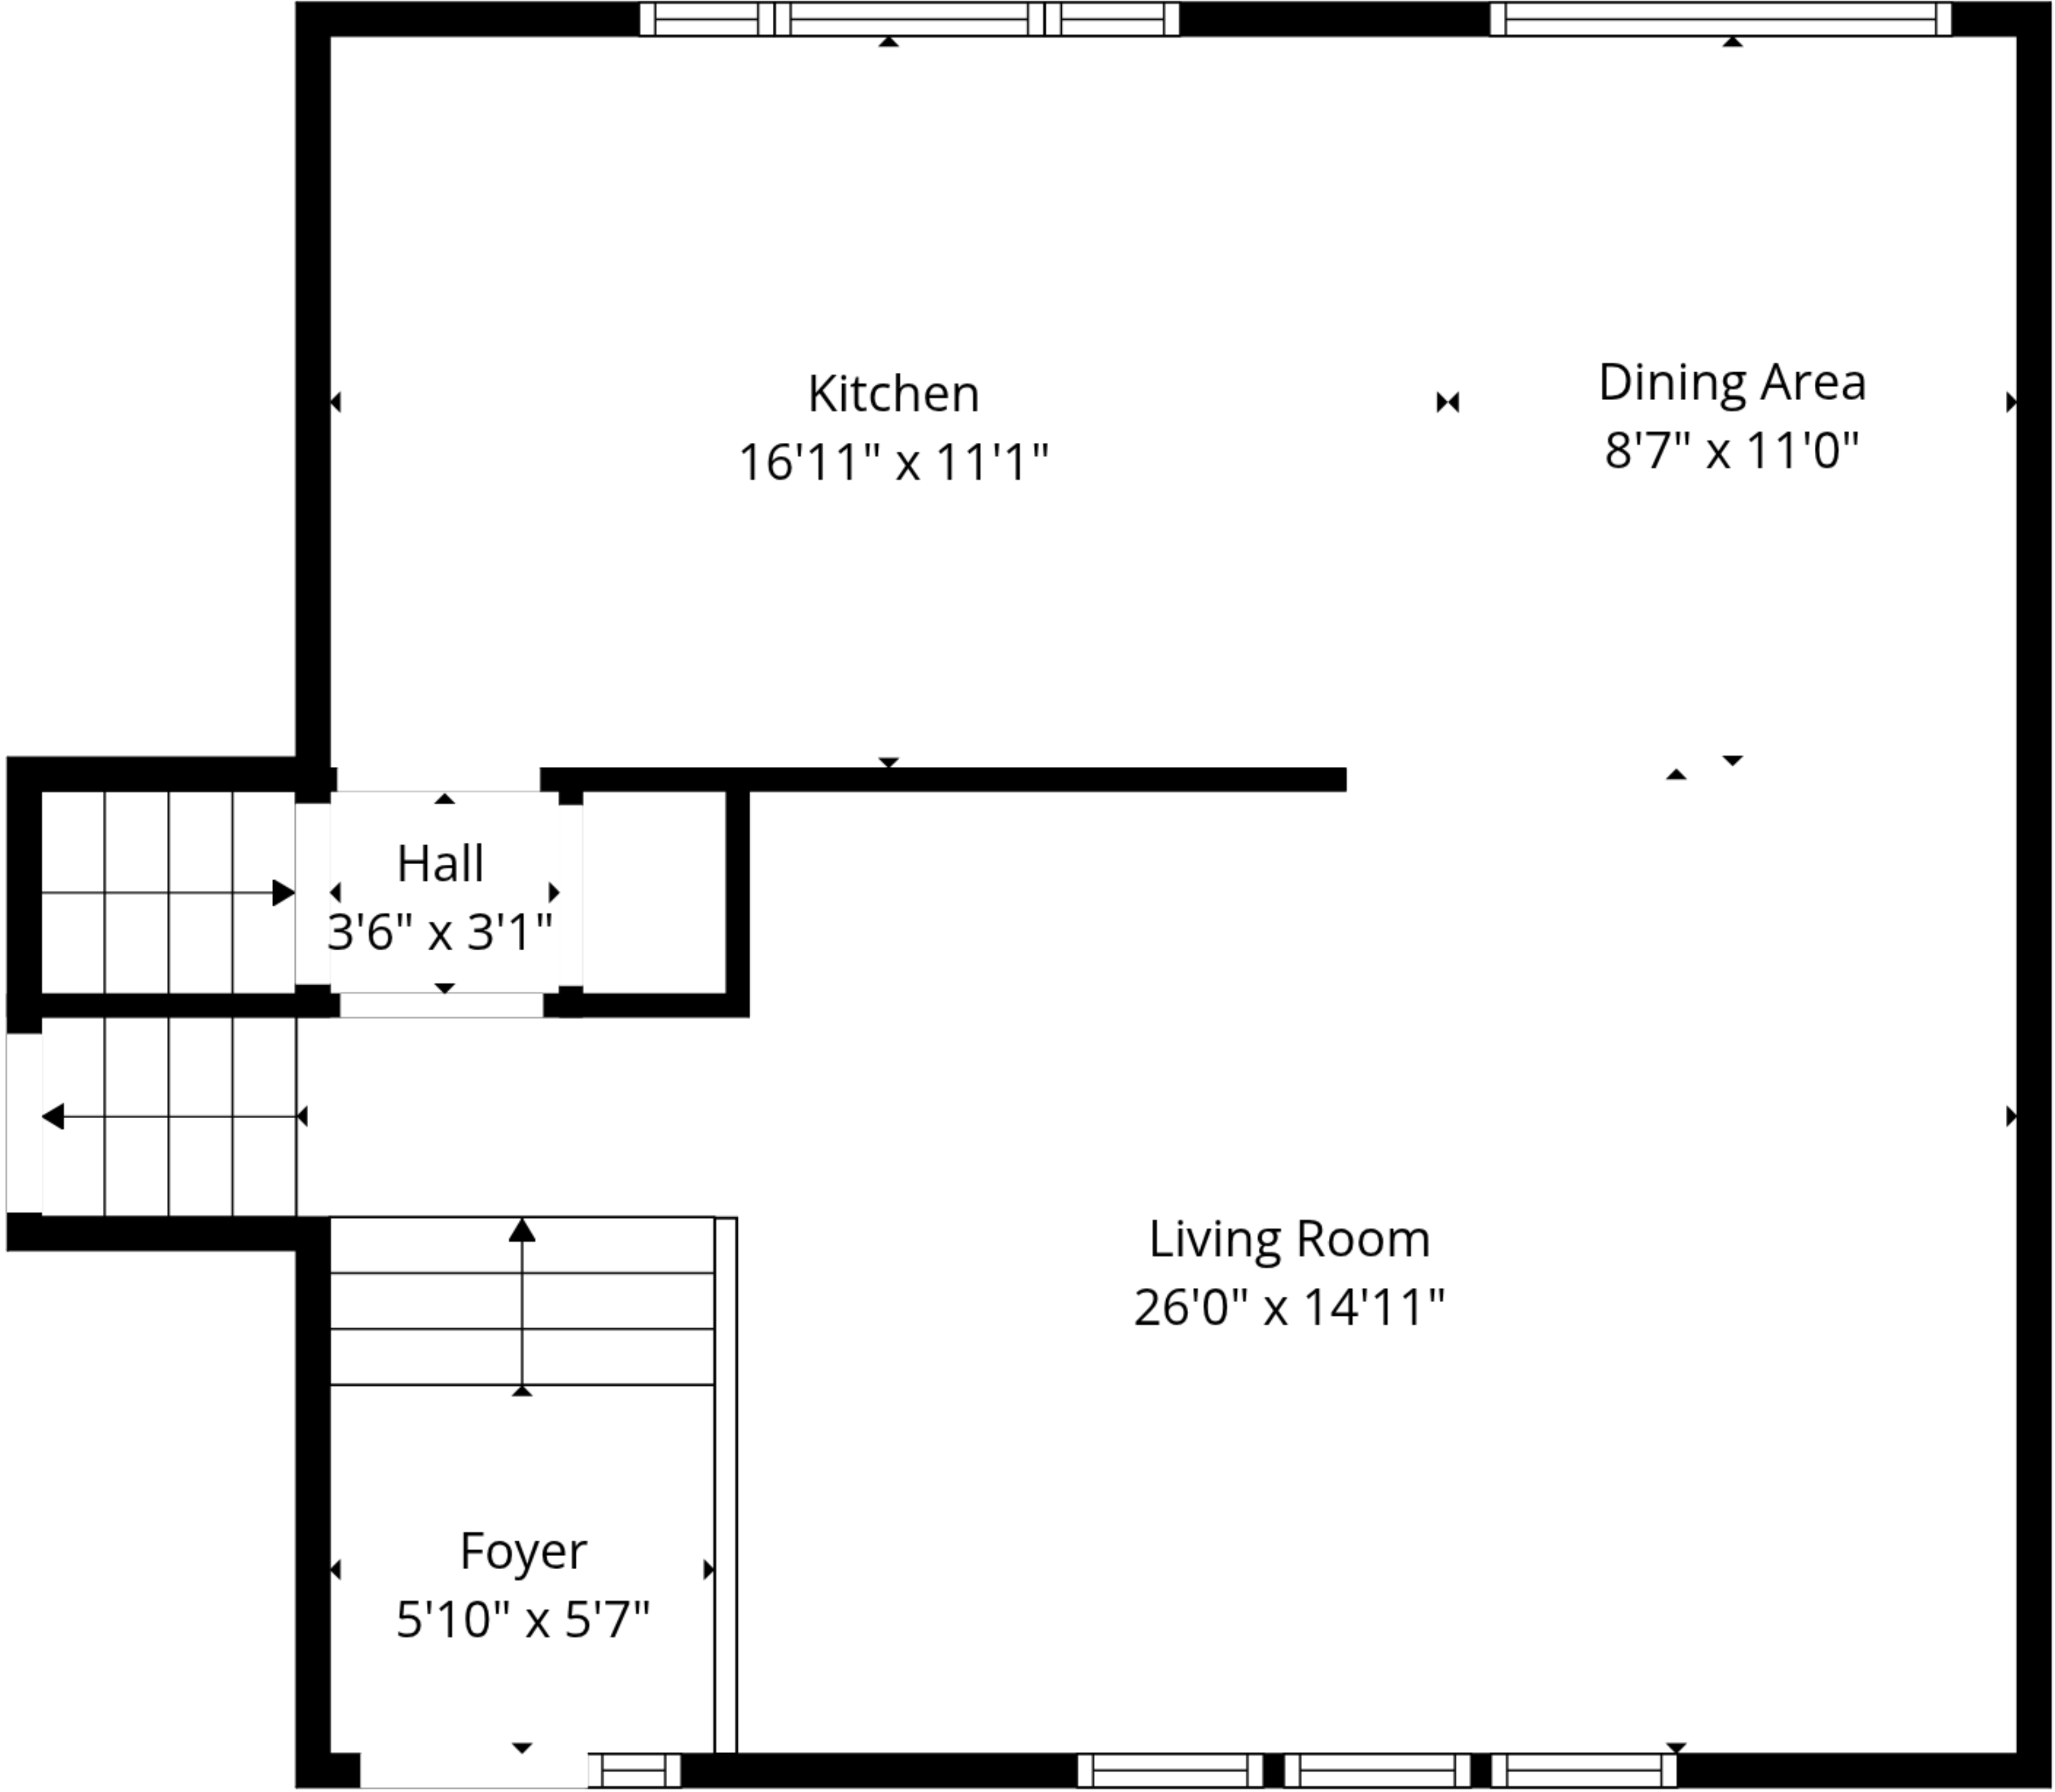 Kitchen
16'11" x 11'1"
Dining Area
8'7" x 11'0"
Hall
3'6" x 3'1"
Living Room
26'0" x 14'11"
Foyer
5'10" x 5'7"